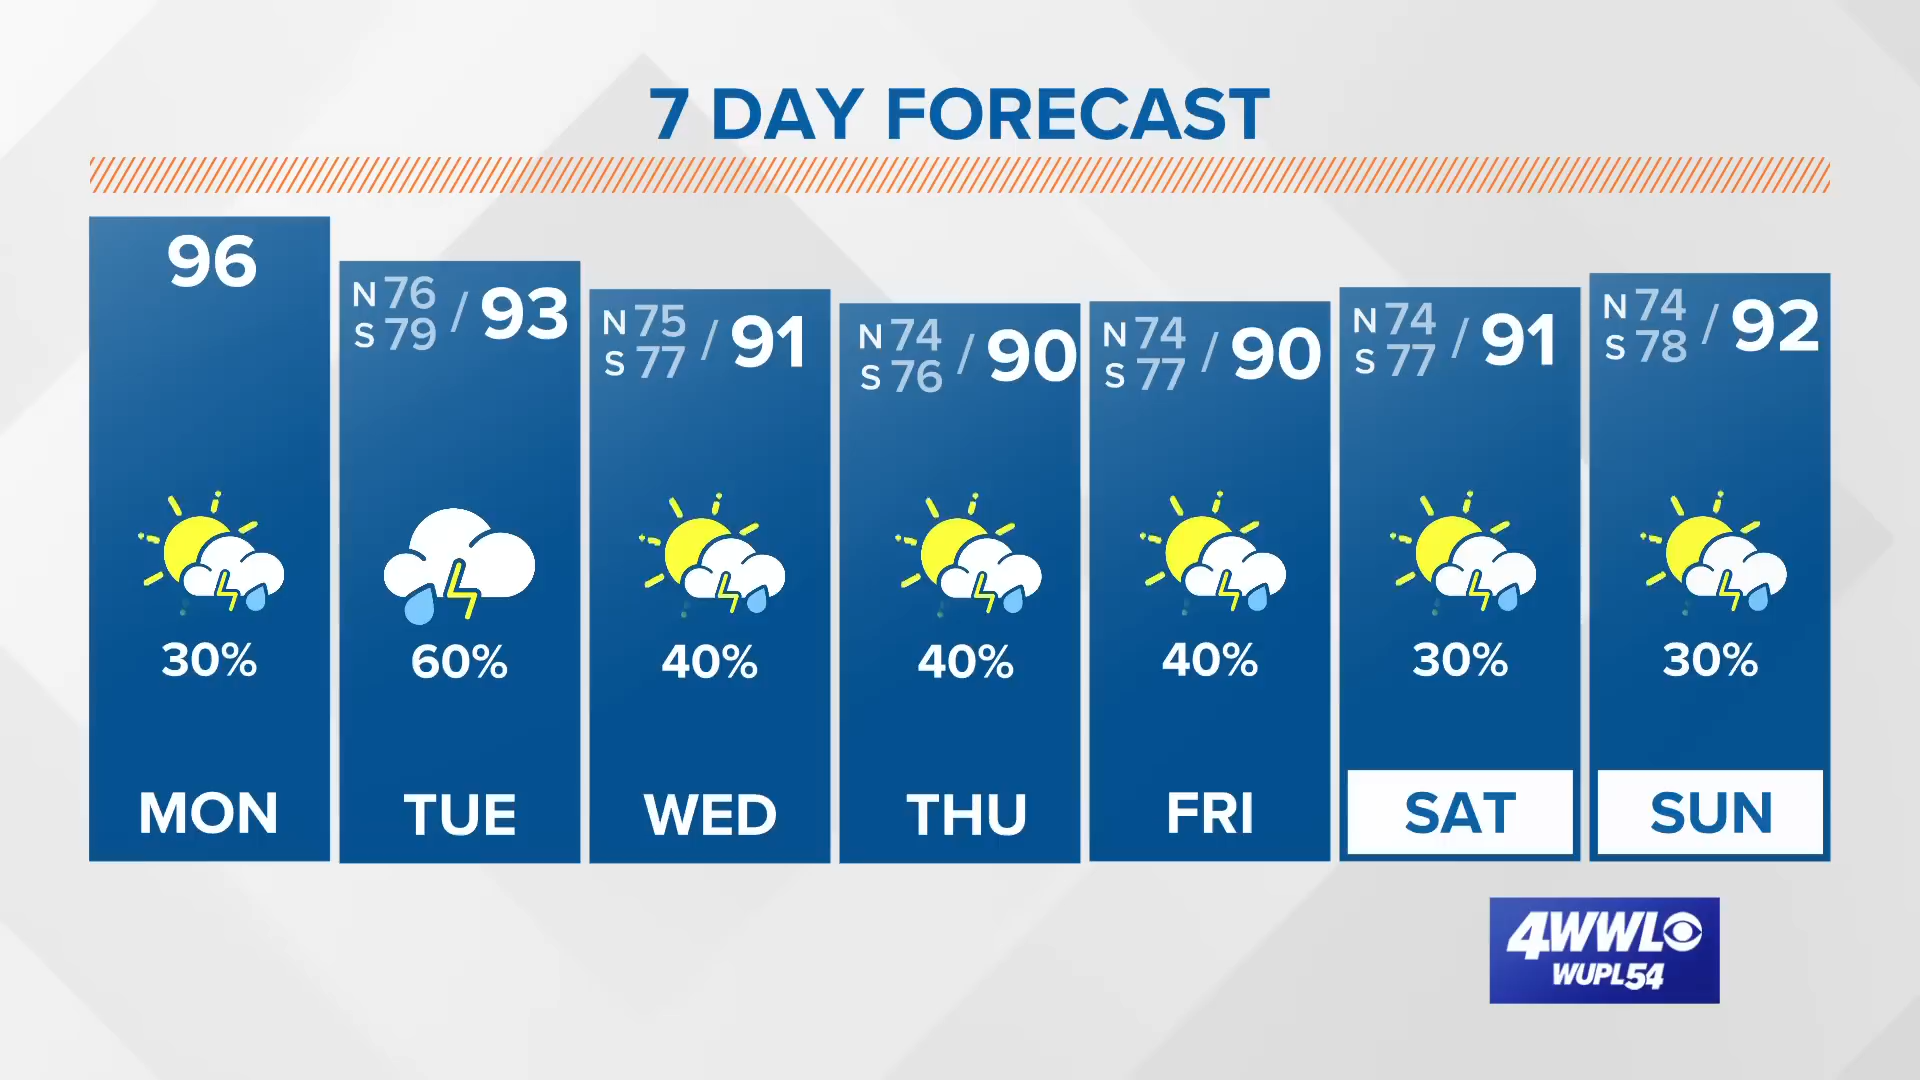 7 DAY FORECAST
96
30%
MON
N 76
S 79
/ 93
60%
TUE
N 75
S 77
/ 91
40%
WED
N 74
S 76
/ 90
40%
THU
N 74
S 77
/ 90
40%
FRI
N 74
S 77
/ 91
30%
SAT
N 74
S 78
/ 92
30%
SUN
4WWL
WUPL54